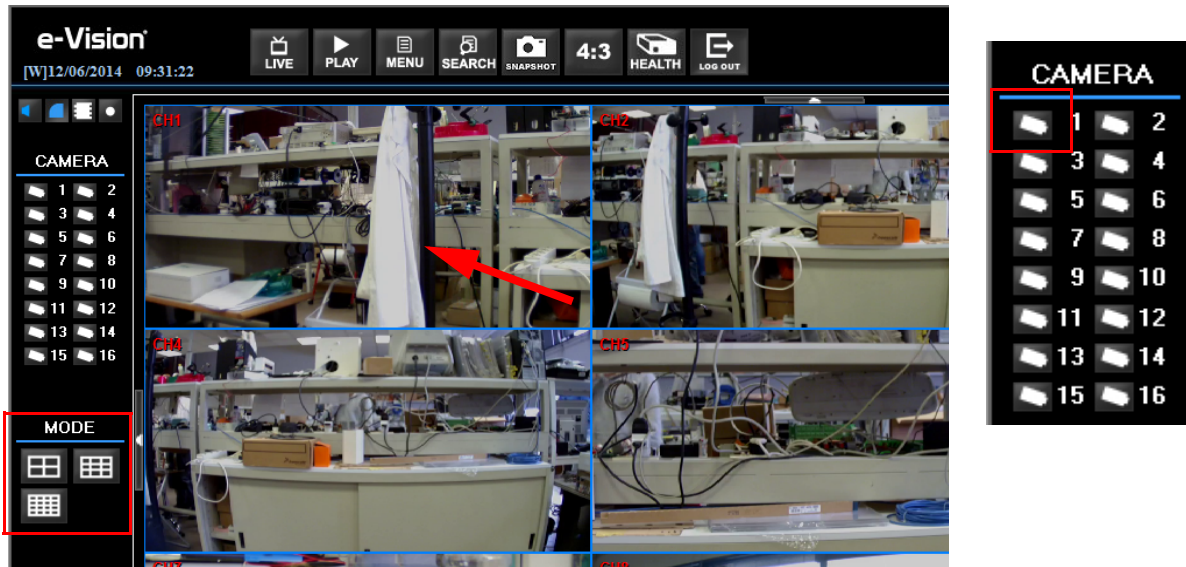 e-Vision
[W]12/06/2014 09:31:22
LIVE
PLAY
MENU
SEARCH
SNAPSHOT
4:3
HEALTH
LOG OUT
CAMERA
1 2
3 4
5 6
7 8
9 10
11 12
13 14
15 16
MODE
CH1
CH2
CH4
CH5
CH7
CH8
CAMERA
1 2
3 4
5 6
7 8
9 10
11 12
13 14
15 16